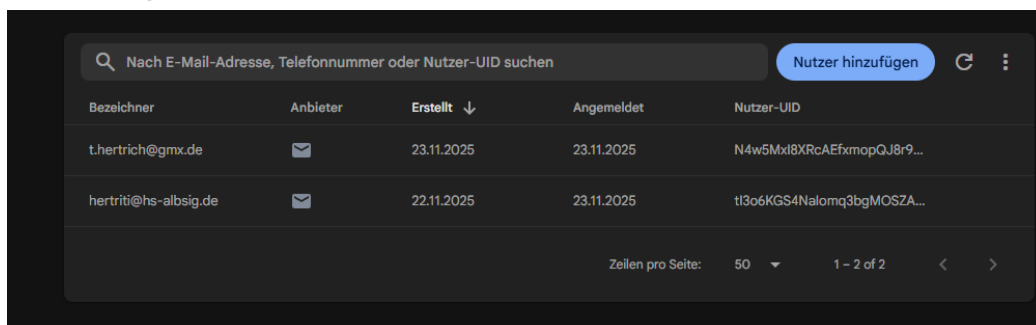 Nach E-Mail-Adresse, Telefonnummer oder Nutzer-UID suchen
Nutzer hinzufügen
Bezeichner Anbieter Erstellt Angemeldet Nutzer-UID
t.hertrich@gmx.de 23.11.2025 23.11.2025 N4w5MxI8XRcAEfxmopQJ8r9...
hertriti@hs-albsig.de 22.11.2025 23.11.2025 tI3o6KGS4Nalomq3bgMOSZA...
Zeilen pro Seite: 50 1 – 2 of 2